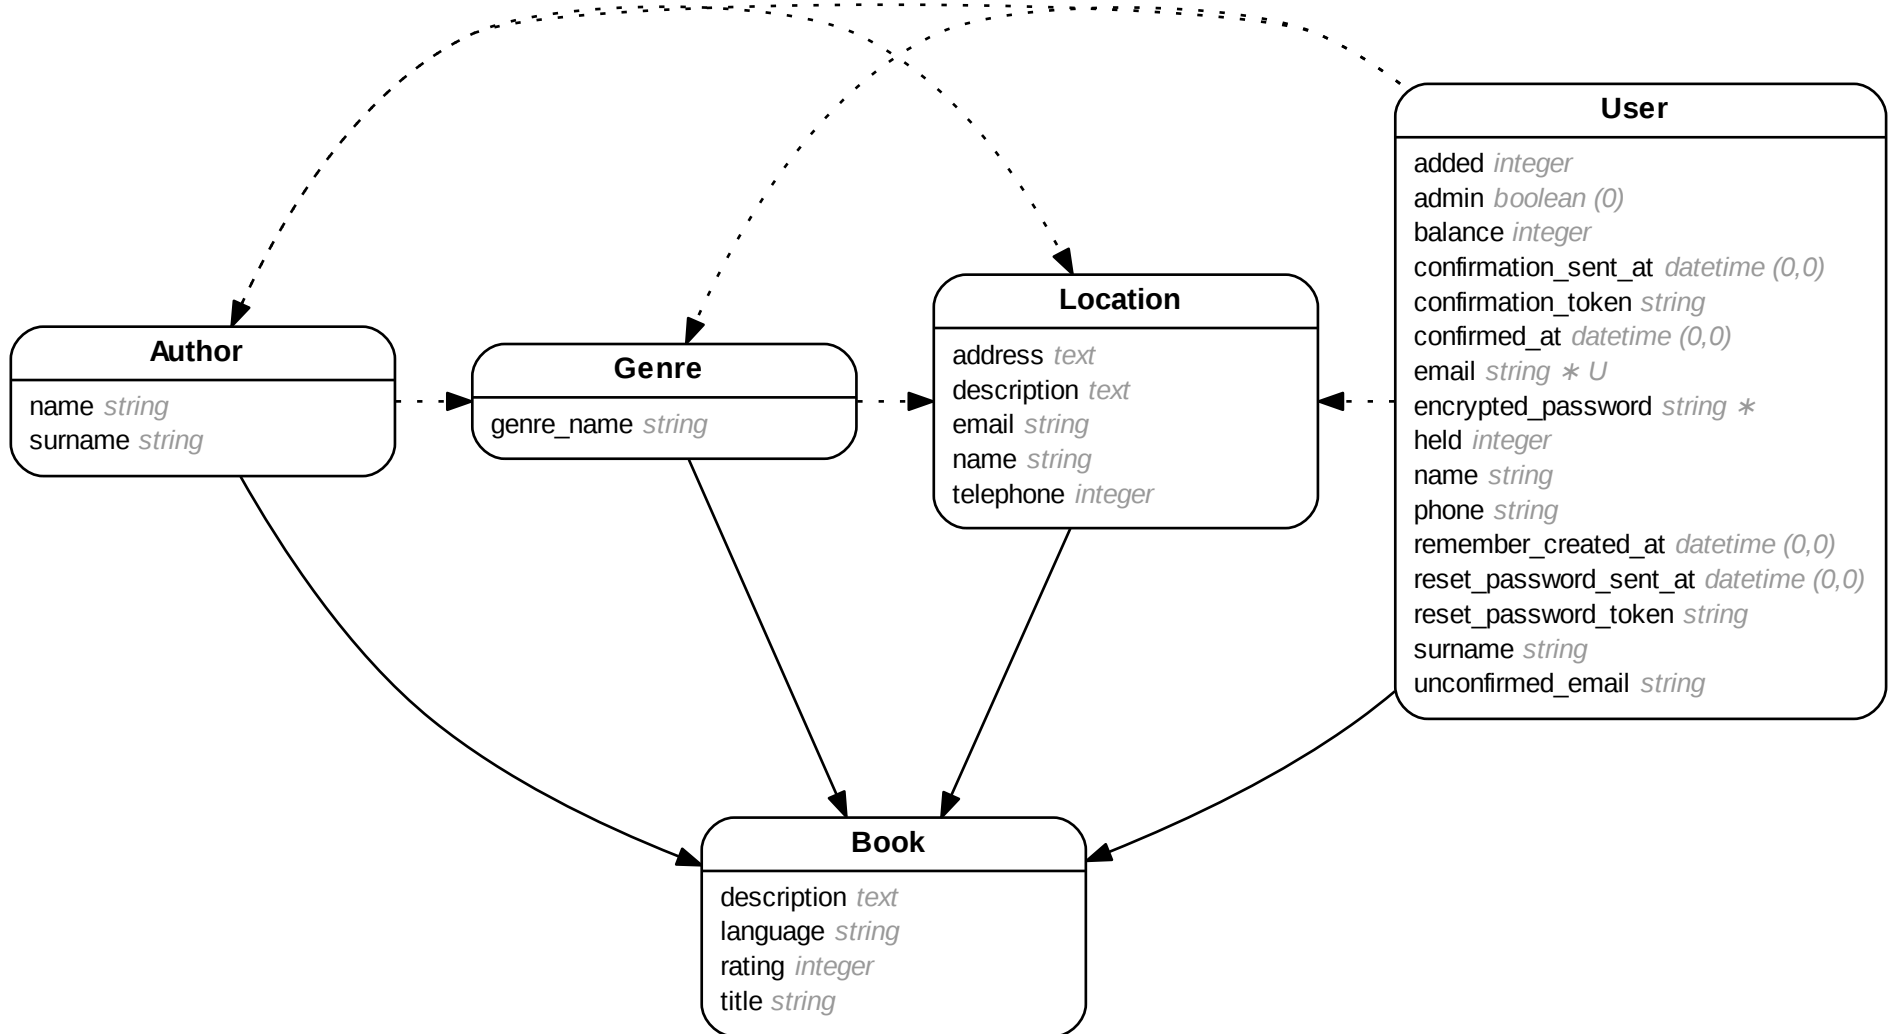 User
added integer
admin boolean (0)
balance integer
confirmation_sent_at datetime (0,0)
confirmation_token string
confirmed_at datetime (0,0)
email string ∗ U
encrypted_password string ∗
held integer
name string
phone string
remember_created_at datetime (0,0)
reset_password_sent_at datetime (0,0)
reset_password_token string
surname string
unconfirmed_email string
Location
address text
description text
email string
name string
telephone integer
Author
name string
surname string
Genre
genre_name string
Book
description text
language string
rating integer
title string